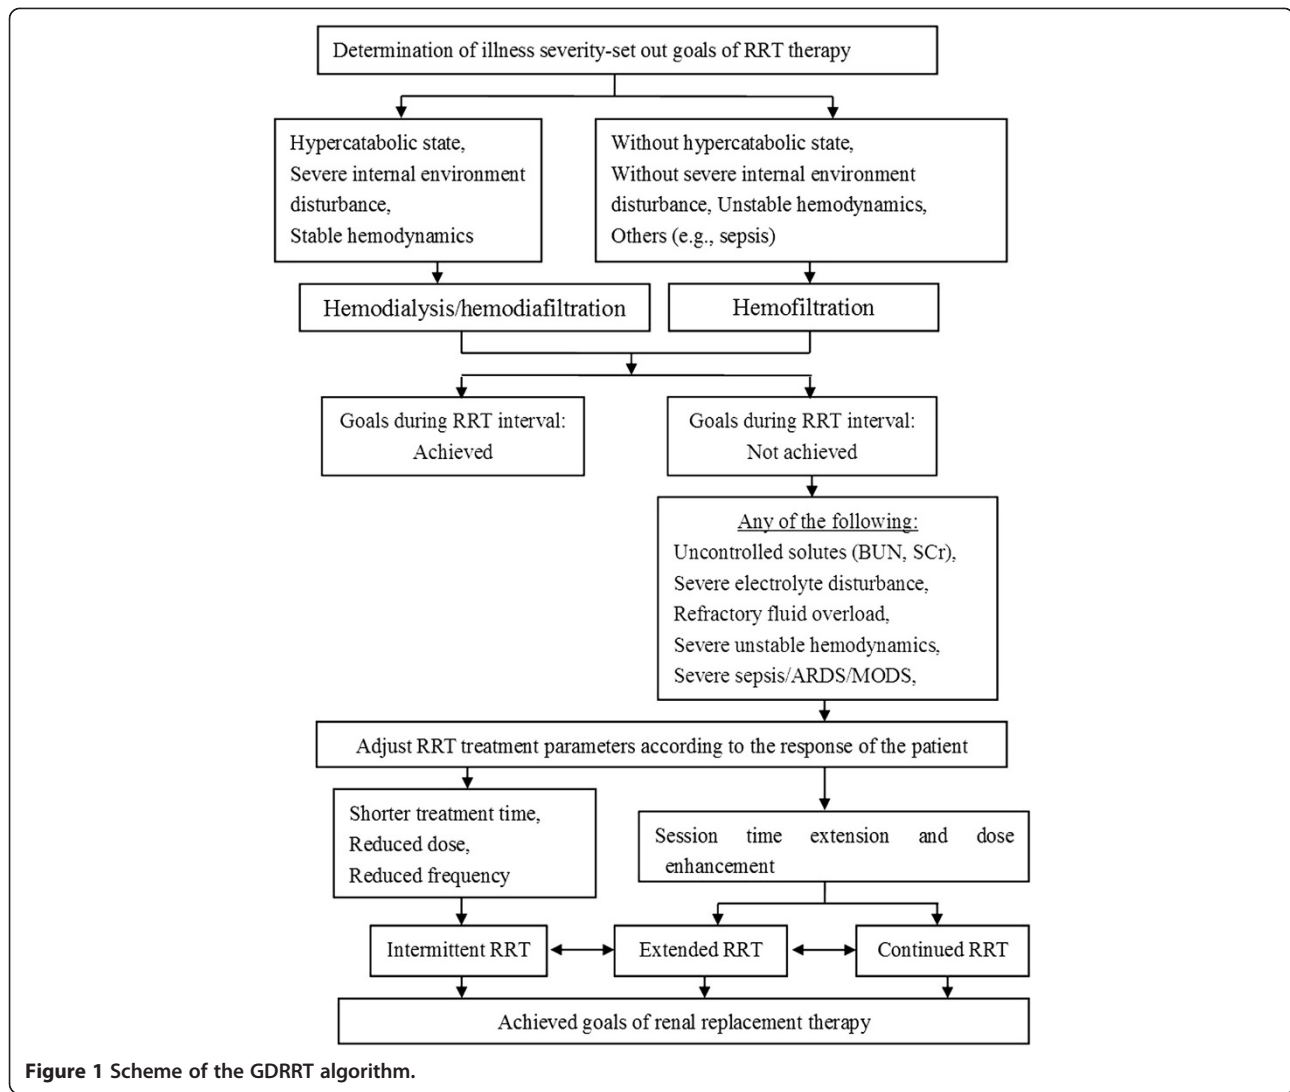 Determination of illness severity-set out goals of RRT therapy
Hypercatabolic state,
Severe internal environment
disturbance,
Stable hemodynamics
Without hypercatabolic state,
Without severe internal environment
disturbance, Unstable hemodynamics,
Others (e.g., sepsis)
Hemodialysis/hemodiafiltration
Hemofiltration
Goals during RRT interval:
Achieved
Goals during RRT interval:
Not achieved
Any of the following:
Uncontrolled solutes (BUN, SCr),
Severe electrolyte disturbance,
Refractory fluid overload,
Severe unstable hemodynamics,
Severe sepsis/ARDS/MODS,
Adjust RRT treatment parameters according to the response of the patient
Shorter treatment time,
Reduced dose,
Reduced frequency
Session time extension and dose
enhancement
Intermittent RRT
Extended RRT
Continued RRT
Achieved goals of renal replacement therapy
Figure 1 Scheme of the GDRRT algorithm.